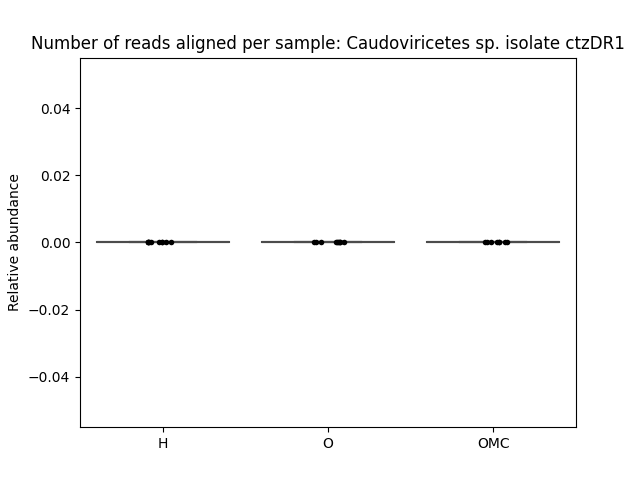 Number of reads aligned per sample: Caudoviricetes sp. isolate ctzDR1
0.04
0.02
0.00
−0.02
−0.04
Relative abundance
H
O
OMC